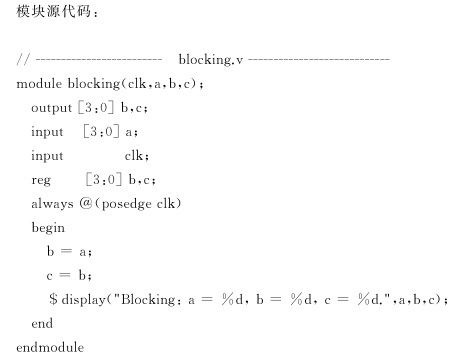 模块源代码：
// ------------------------- blocking.v ----------------------------
module blocking(clk,a,b,c);
output [3:0] b,c;
input [3:0] a;
input clk;
reg [3:0] b,c;
always @(posedge clk)
begin
b = a;
c = b;
$ display("Blocking: a = %d, b = %d, c = %d.",a,b,c);
end
endmodule